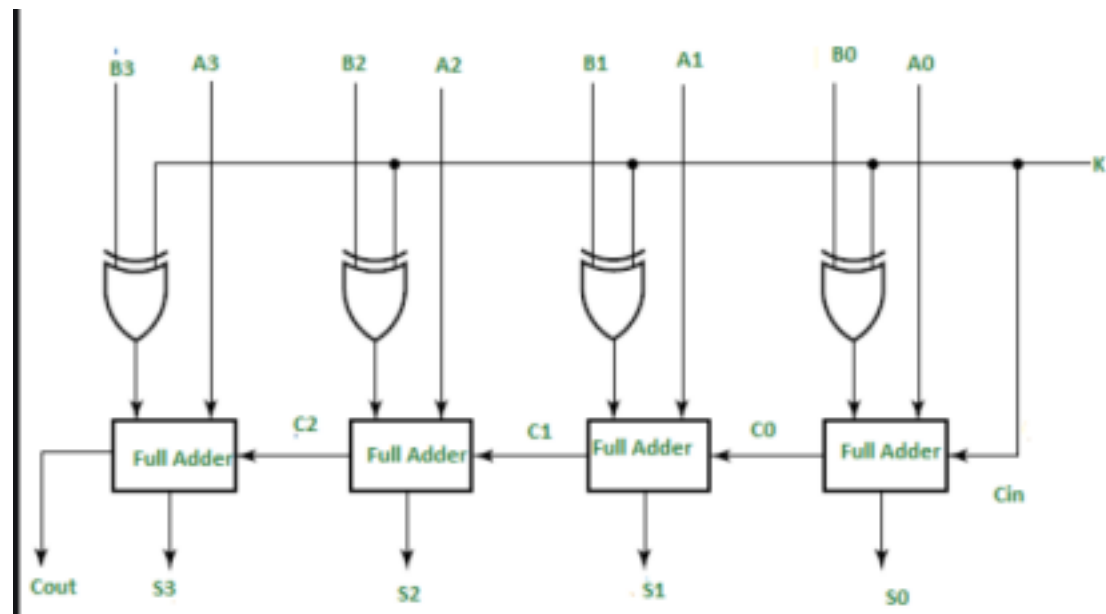 B3 A3 B2 A2 B1 A1 B0 A0
K
C2 C1 C0
Full Adder Full Adder Full Adder Full Adder
Cin
Cout S3 S2 S1 S0